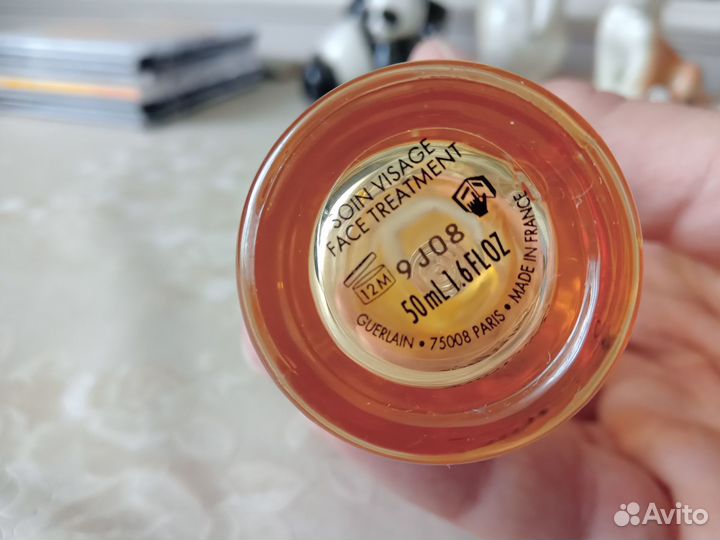 SOIN VISAGE
FACE TREATMENT
12M
9J08
50 mL 1.6 FL OZ
GUERLAIN • 75008 PARIS • MADE IN FRANCE
Avito